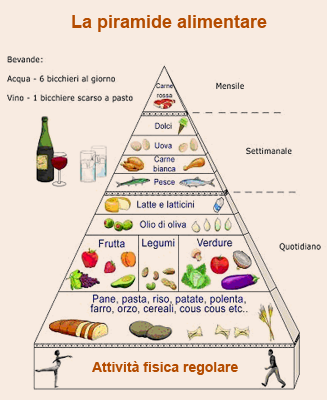 La piramide alimentare
Bevande:
Acqua - 6 bicchieri al giorno
Vino - 1 bicchiere scarso a pasto
Carne
rossa
Mensile
Dolci
Uova
Carne
bianca
Settimanale
Pesce
Latte e latticini
Olio di oliva
Quotidiano
Frutta
Legumi
Verdure
Pane, pasta, riso, patate, polenta,
farro, orzo, cereali, cous cous etc..
Attività fisica regolare